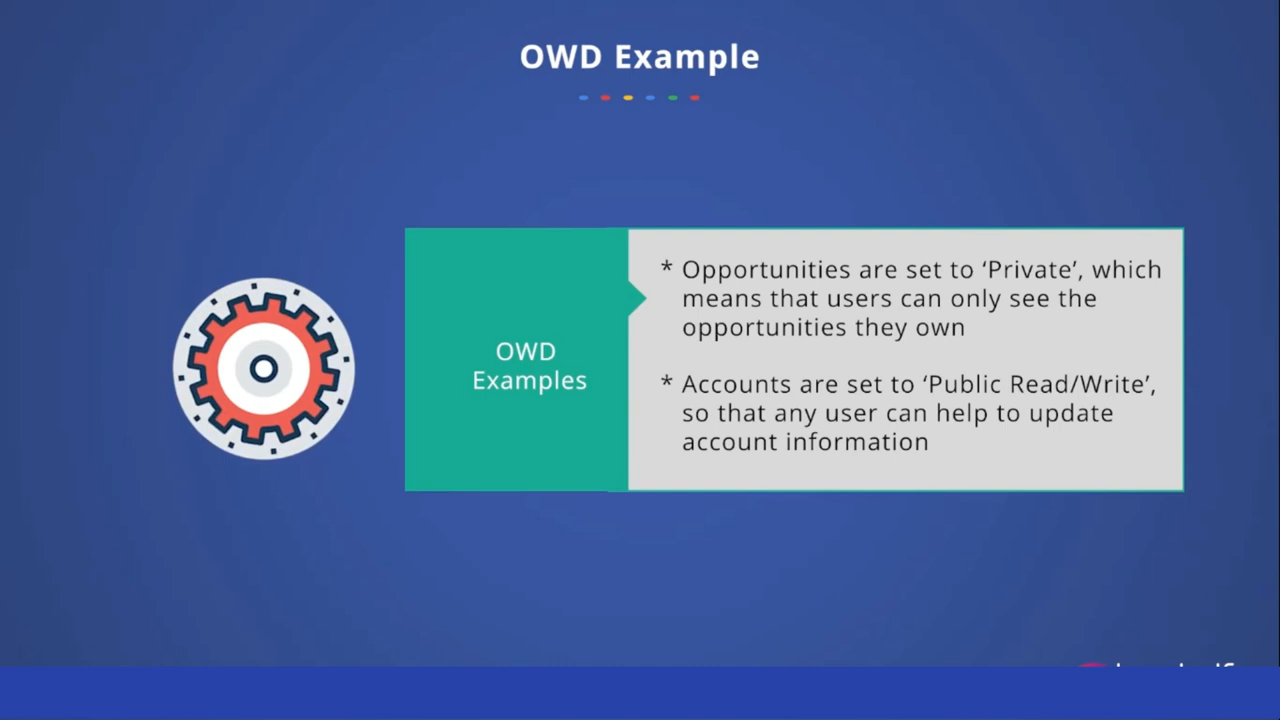 OWD Example
OWD
Examples
* Opportunities are set to ‘Private’, which
means that users can only see the
opportunities they own
* Accounts are set to ‘Public Read/Write’,
so that any user can help to update
account information